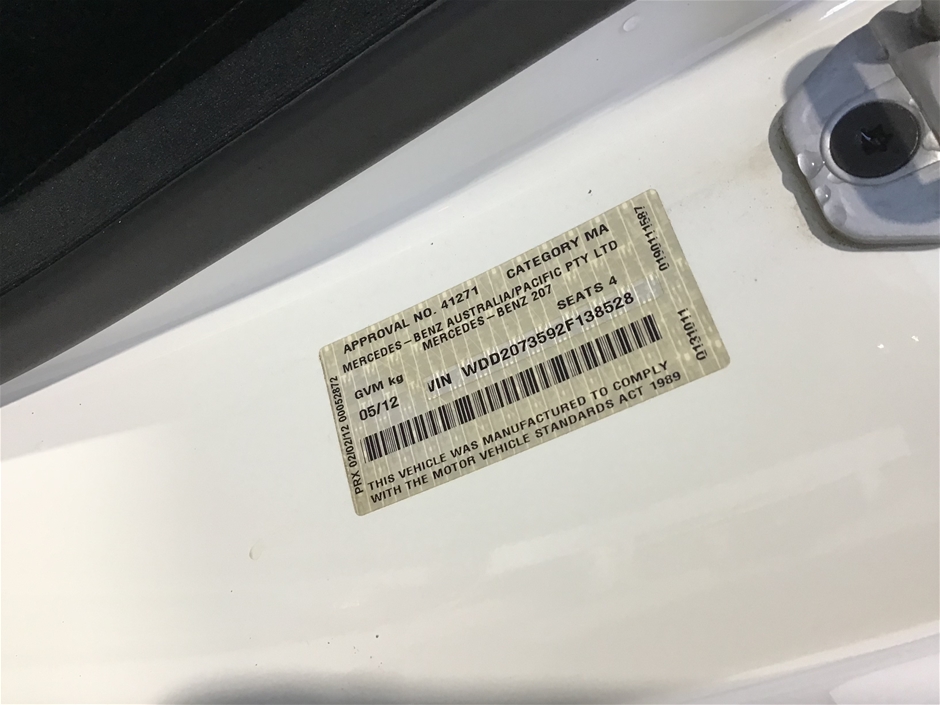 APPROVAL NO. 41271 CATEGORY MA
MERCEDES-BENZ AUSTRALIA/PACIFIC PTY LTD
MERCEDES-BENZ 207
GVM kg SEATS 4
05/12 VIN WDD2073592F138528
THIS VEHICLE WAS MANUFACTURED TO COMPLY
WITH THE MOTOR VEHICLE STANDARDS ACT 1989
PRX 02/02/12 00052872
0190111587
0131011